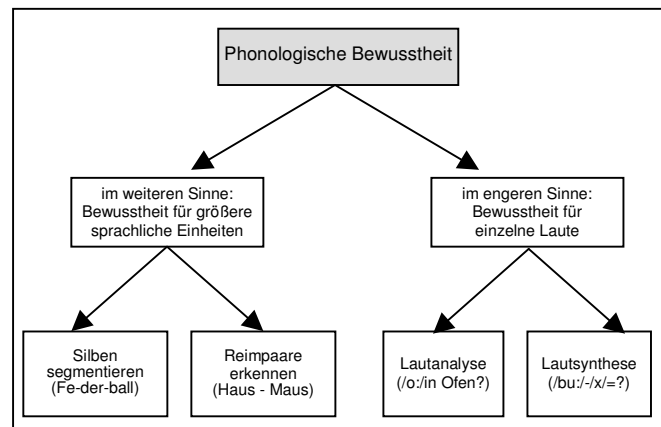 Phonologische Bewusstheit
im weiteren Sinne:
Bewusstheit für größere
sprachliche Einheiten
im engeren Sinne:
Bewusstheit für
einzelne Laute
Silben
segmentieren
(Fe-der-ball)
Reimpaare
erkennen
(Haus - Maus)
Lautanalyse
(/o:/in Ofen?)
Lautsynthese
(/bu:/-/x/=?)